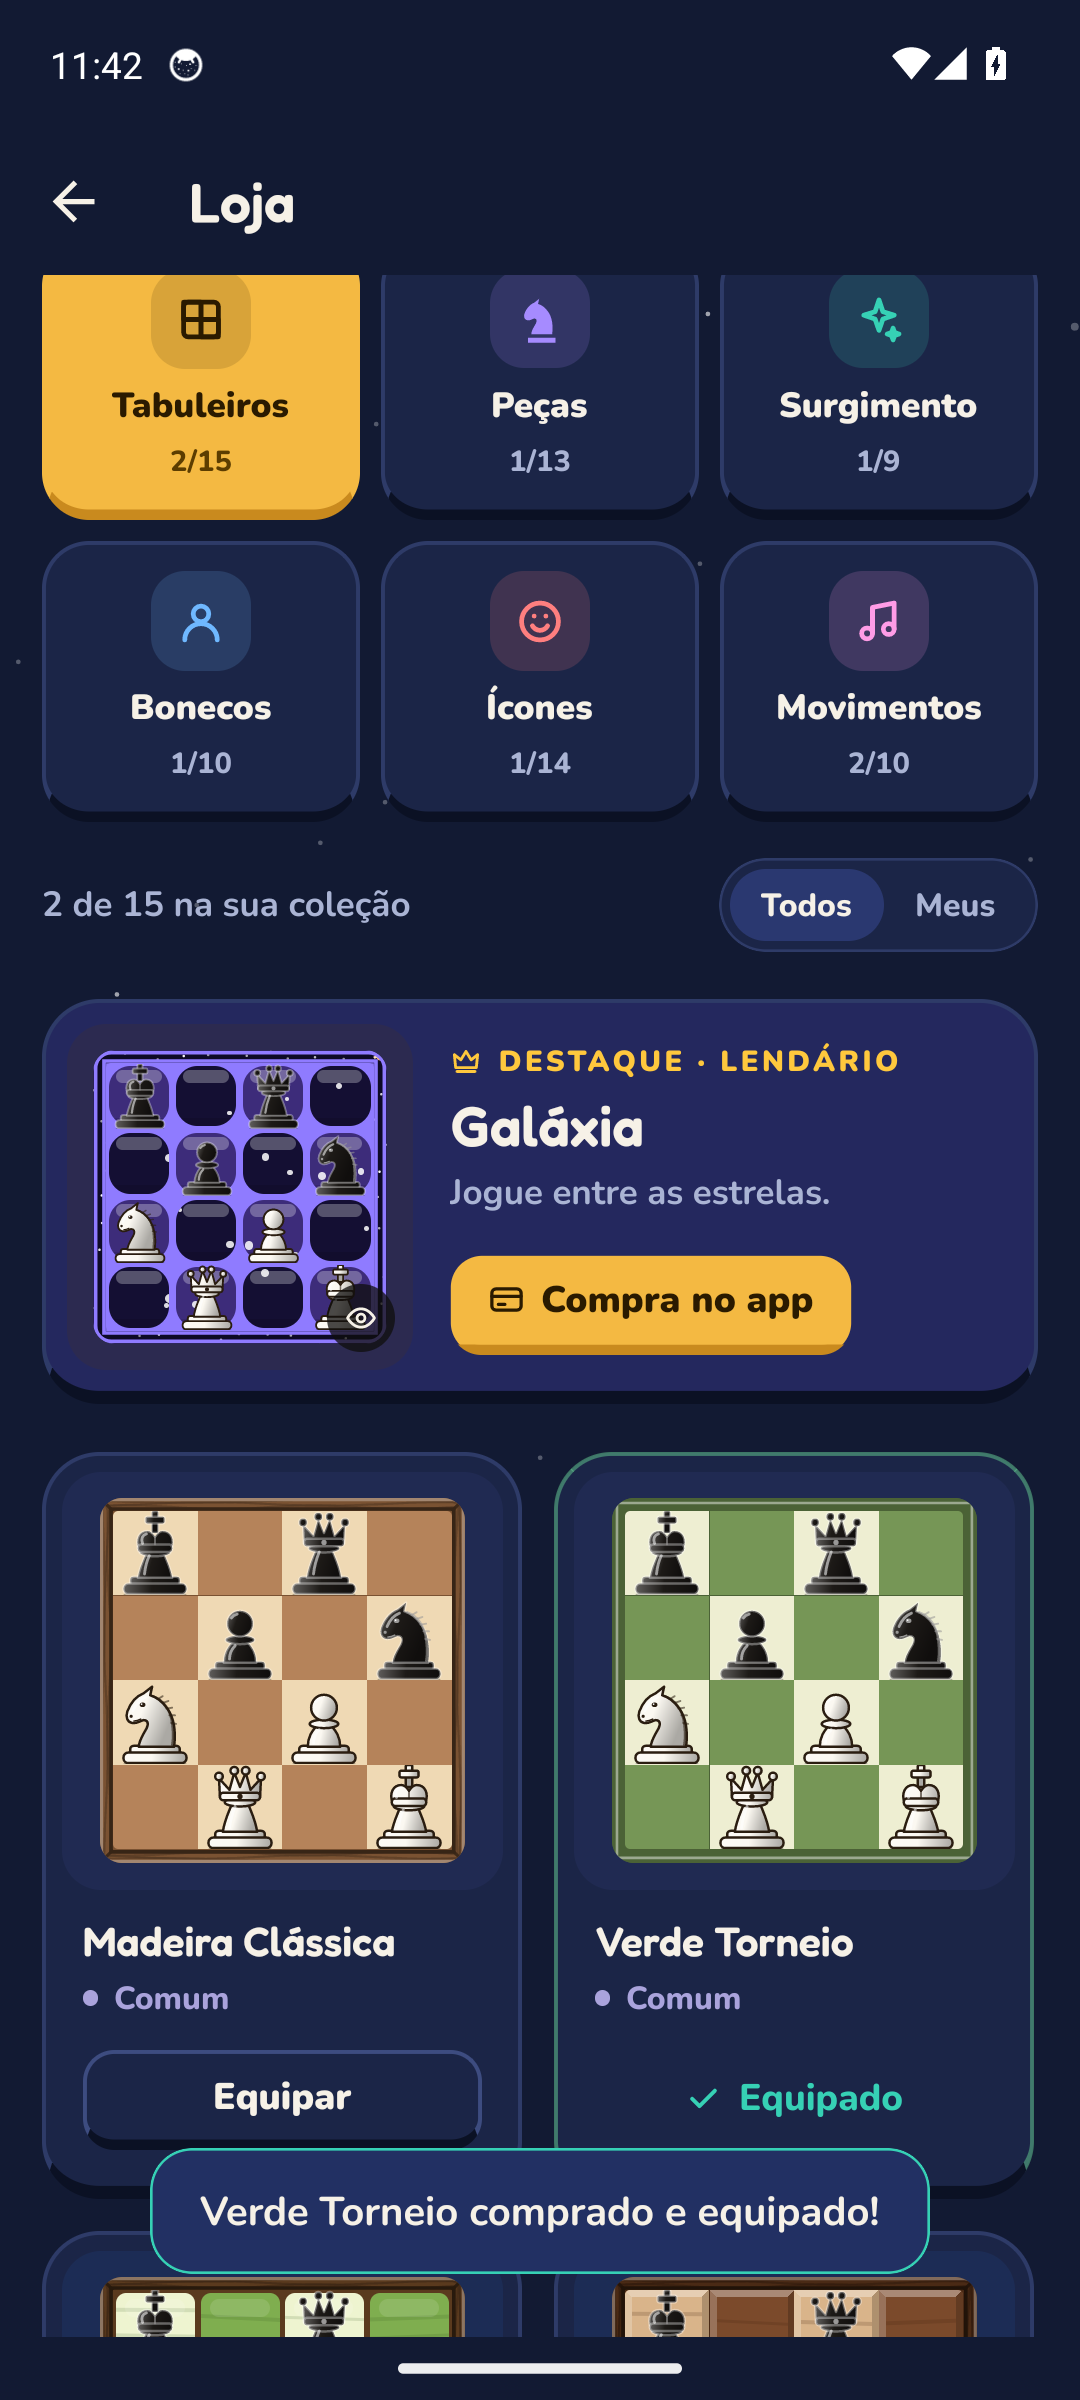 11:42
Loja
Tabuleiros
2/15
Peças
1/13
Surgimento
1/9
Bonecos
1/10
Ícones
1/14
Movimentos
2/10
2 de 15 na sua coleção
Todos
Meus
DESTAQUE · LENDÁRIO
Galáxia
Jogue entre as estrelas.
Compra no app
Madeira Clássica
Comum
Equipar
Verde Torneio
Comum
Equipado
Verde Torneio comprado e equipado!